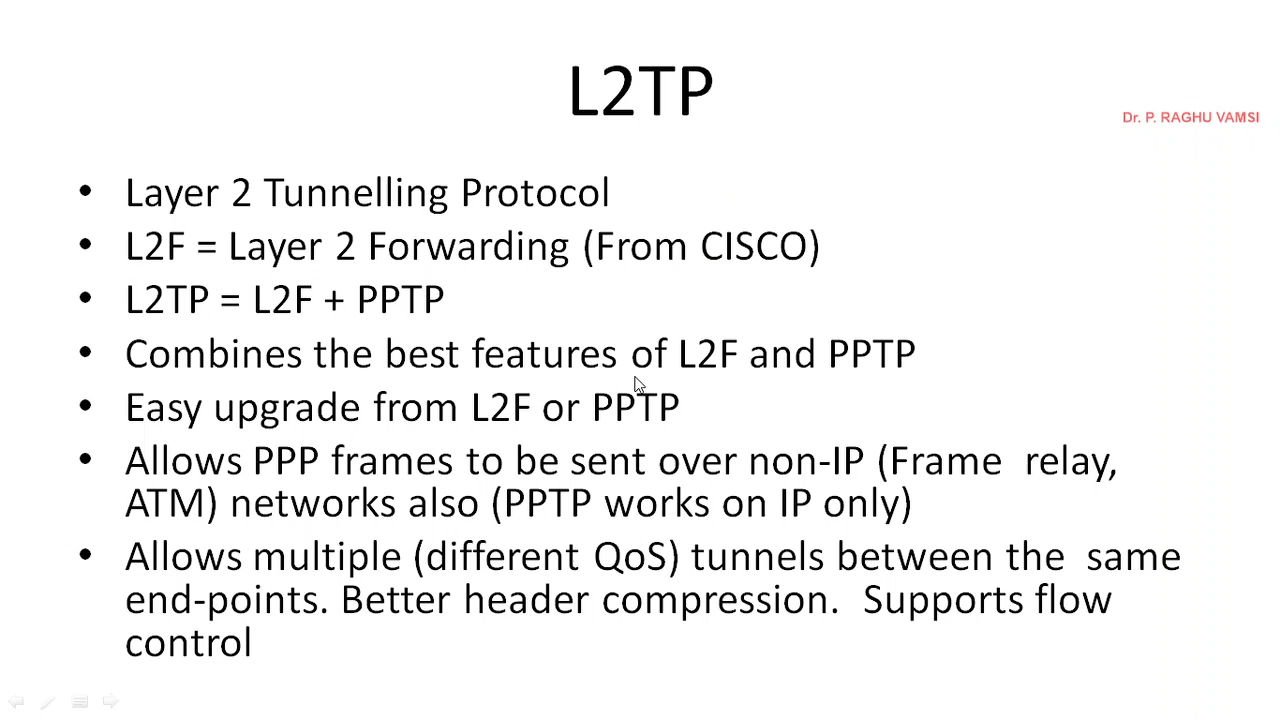 L2TP
Dr. P. RAGHU VAMSI
• Layer 2 Tunnelling Protocol
• L2F = Layer 2 Forwarding (From CISCO)
• L2TP = L2F + PPTP
• Combines the best features of L2F and PPTP
• Easy upgrade from L2F or PPTP
• Allows PPP frames to be sent over non-IP (Frame relay,
ATM) networks also (PPTP works on IP only)
• Allows multiple (different QoS) tunnels between the same
end-points. Better header compression. Supports flow
control